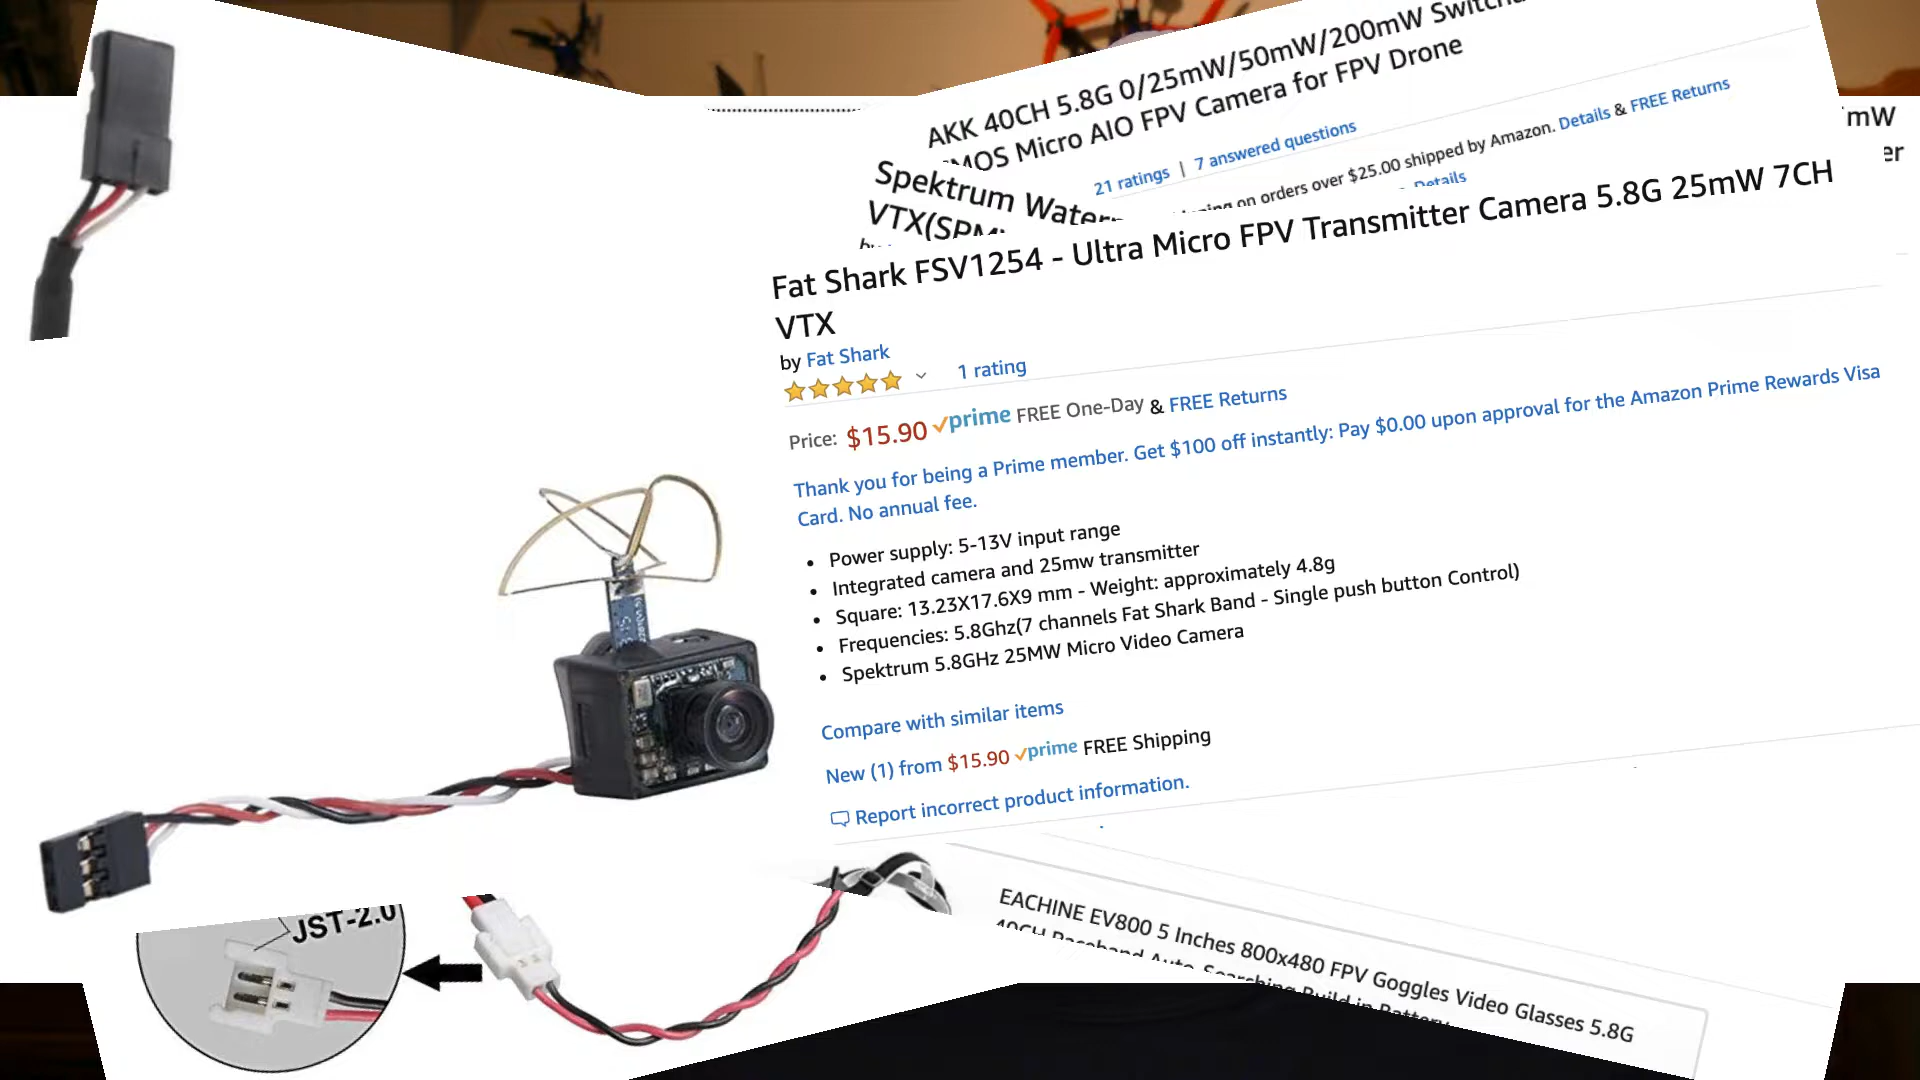 AKK 40CH 5.8G 0/25mW/50mW/200mW
MOS Micro AIO FPV Camera for FPV Drone
21 ratings | 7 answered questions
on orders over $25.00 shipped by Amazon. Details & FREE Returns
Details
mW
er
Spektrum
VTX
Fat Shark FSV1254 - Ultra Micro FPV Transmitter Camera 5.8G 25mW 7CH
VTX
by Fat Shark
1 rating
Price: $15.90 prime FREE One-Day & FREE Returns
Thank you for being a Prime member. Get $100 off instantly: Pay $0.00 upon approval for the Amazon Prime Rewards Visa
Card. No annual fee.
• Power supply: 5-13V input range
• Integrated camera and 25mw transmitter
• Square: 13.23X17.6X9 mm - Weight: approximately 4.8g
• Frequencies: 5.8Ghz(7 channels Fat Shark Band - Single push button Control)
• Spektrum 5.8GHz 25MW Micro Video Camera
Compare with similar items
New (1) from $15.90 prime FREE Shipping
Report incorrect product information.
JST-2.0
EACHINE EV800 5 Inches 800x480 FPV Goggles Video Glasses 5.8G